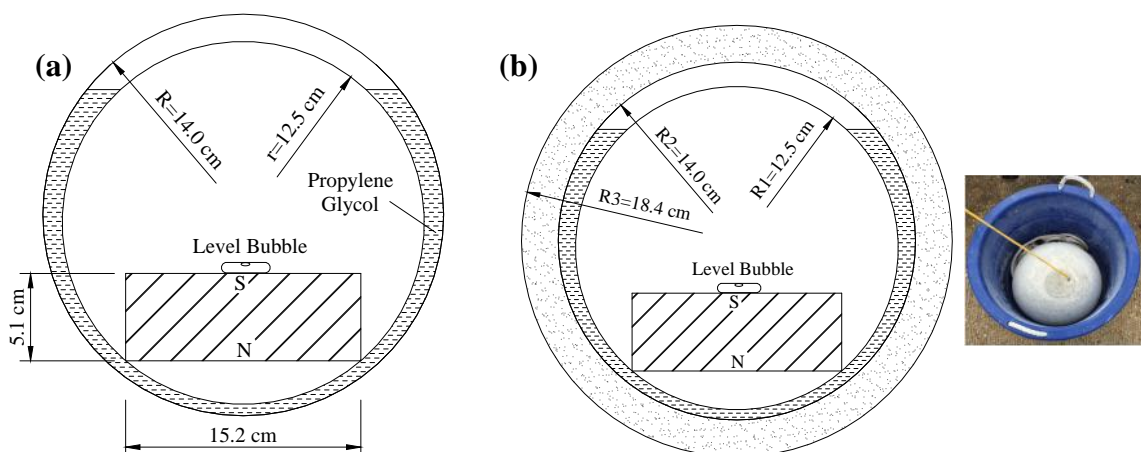 (a)
R=14.0 cm
r=12.5 cm
Propylene
Glycol
Level Bubble
S
N
5.1 cm
15.2 cm
(b)
R2=14.0 cm
R1=12.5 cm
R3=18.4 cm
Level Bubble
S
N